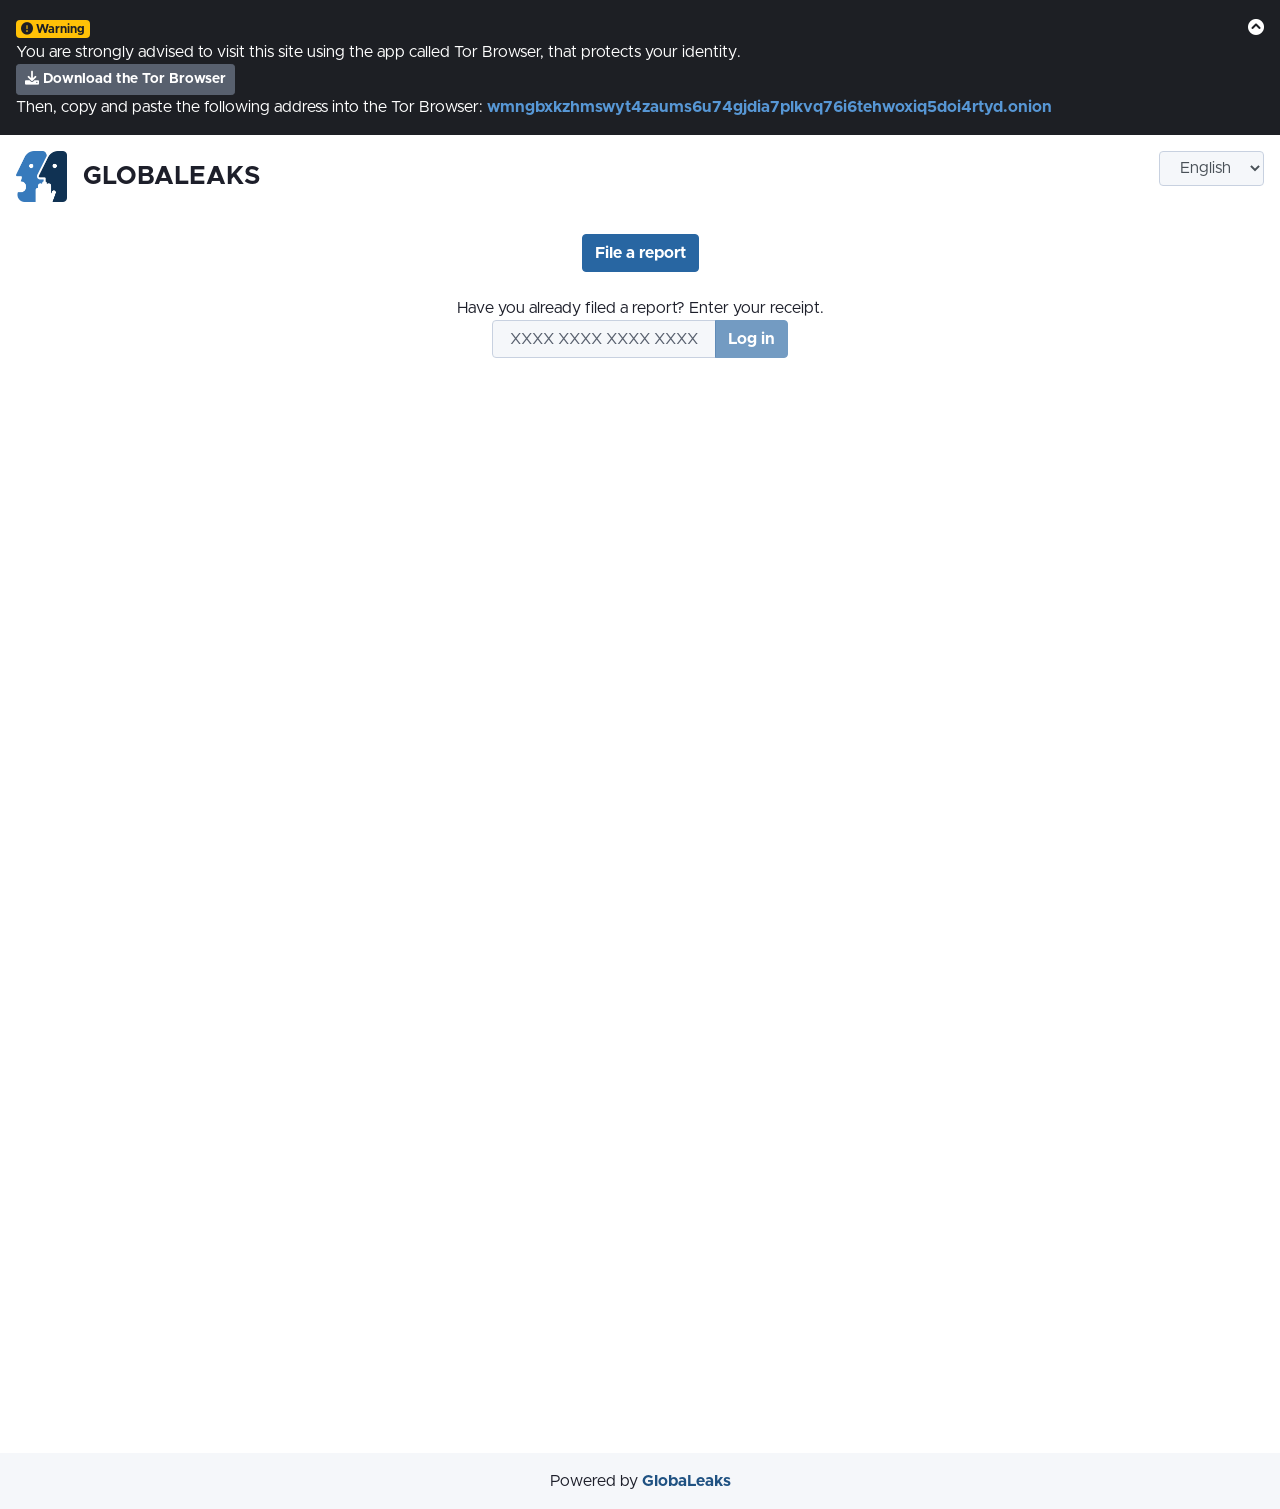 Warning
You are strongly advised to visit this site using the app called Tor Browser, that protects your identity.
Download the Tor Browser
Then, copy and paste the following address into the Tor Browser: wmngbxkzhmswyt4zaums6u74gjdia7plkvq76i6tehwoxiq5doi4rtyd.onion
GLOBALEAKS
English
File a report
Have you already filed a report? Enter your receipt.
XXXX XXXX XXXX XXXX
Log in
Powered by GlobaLeaks